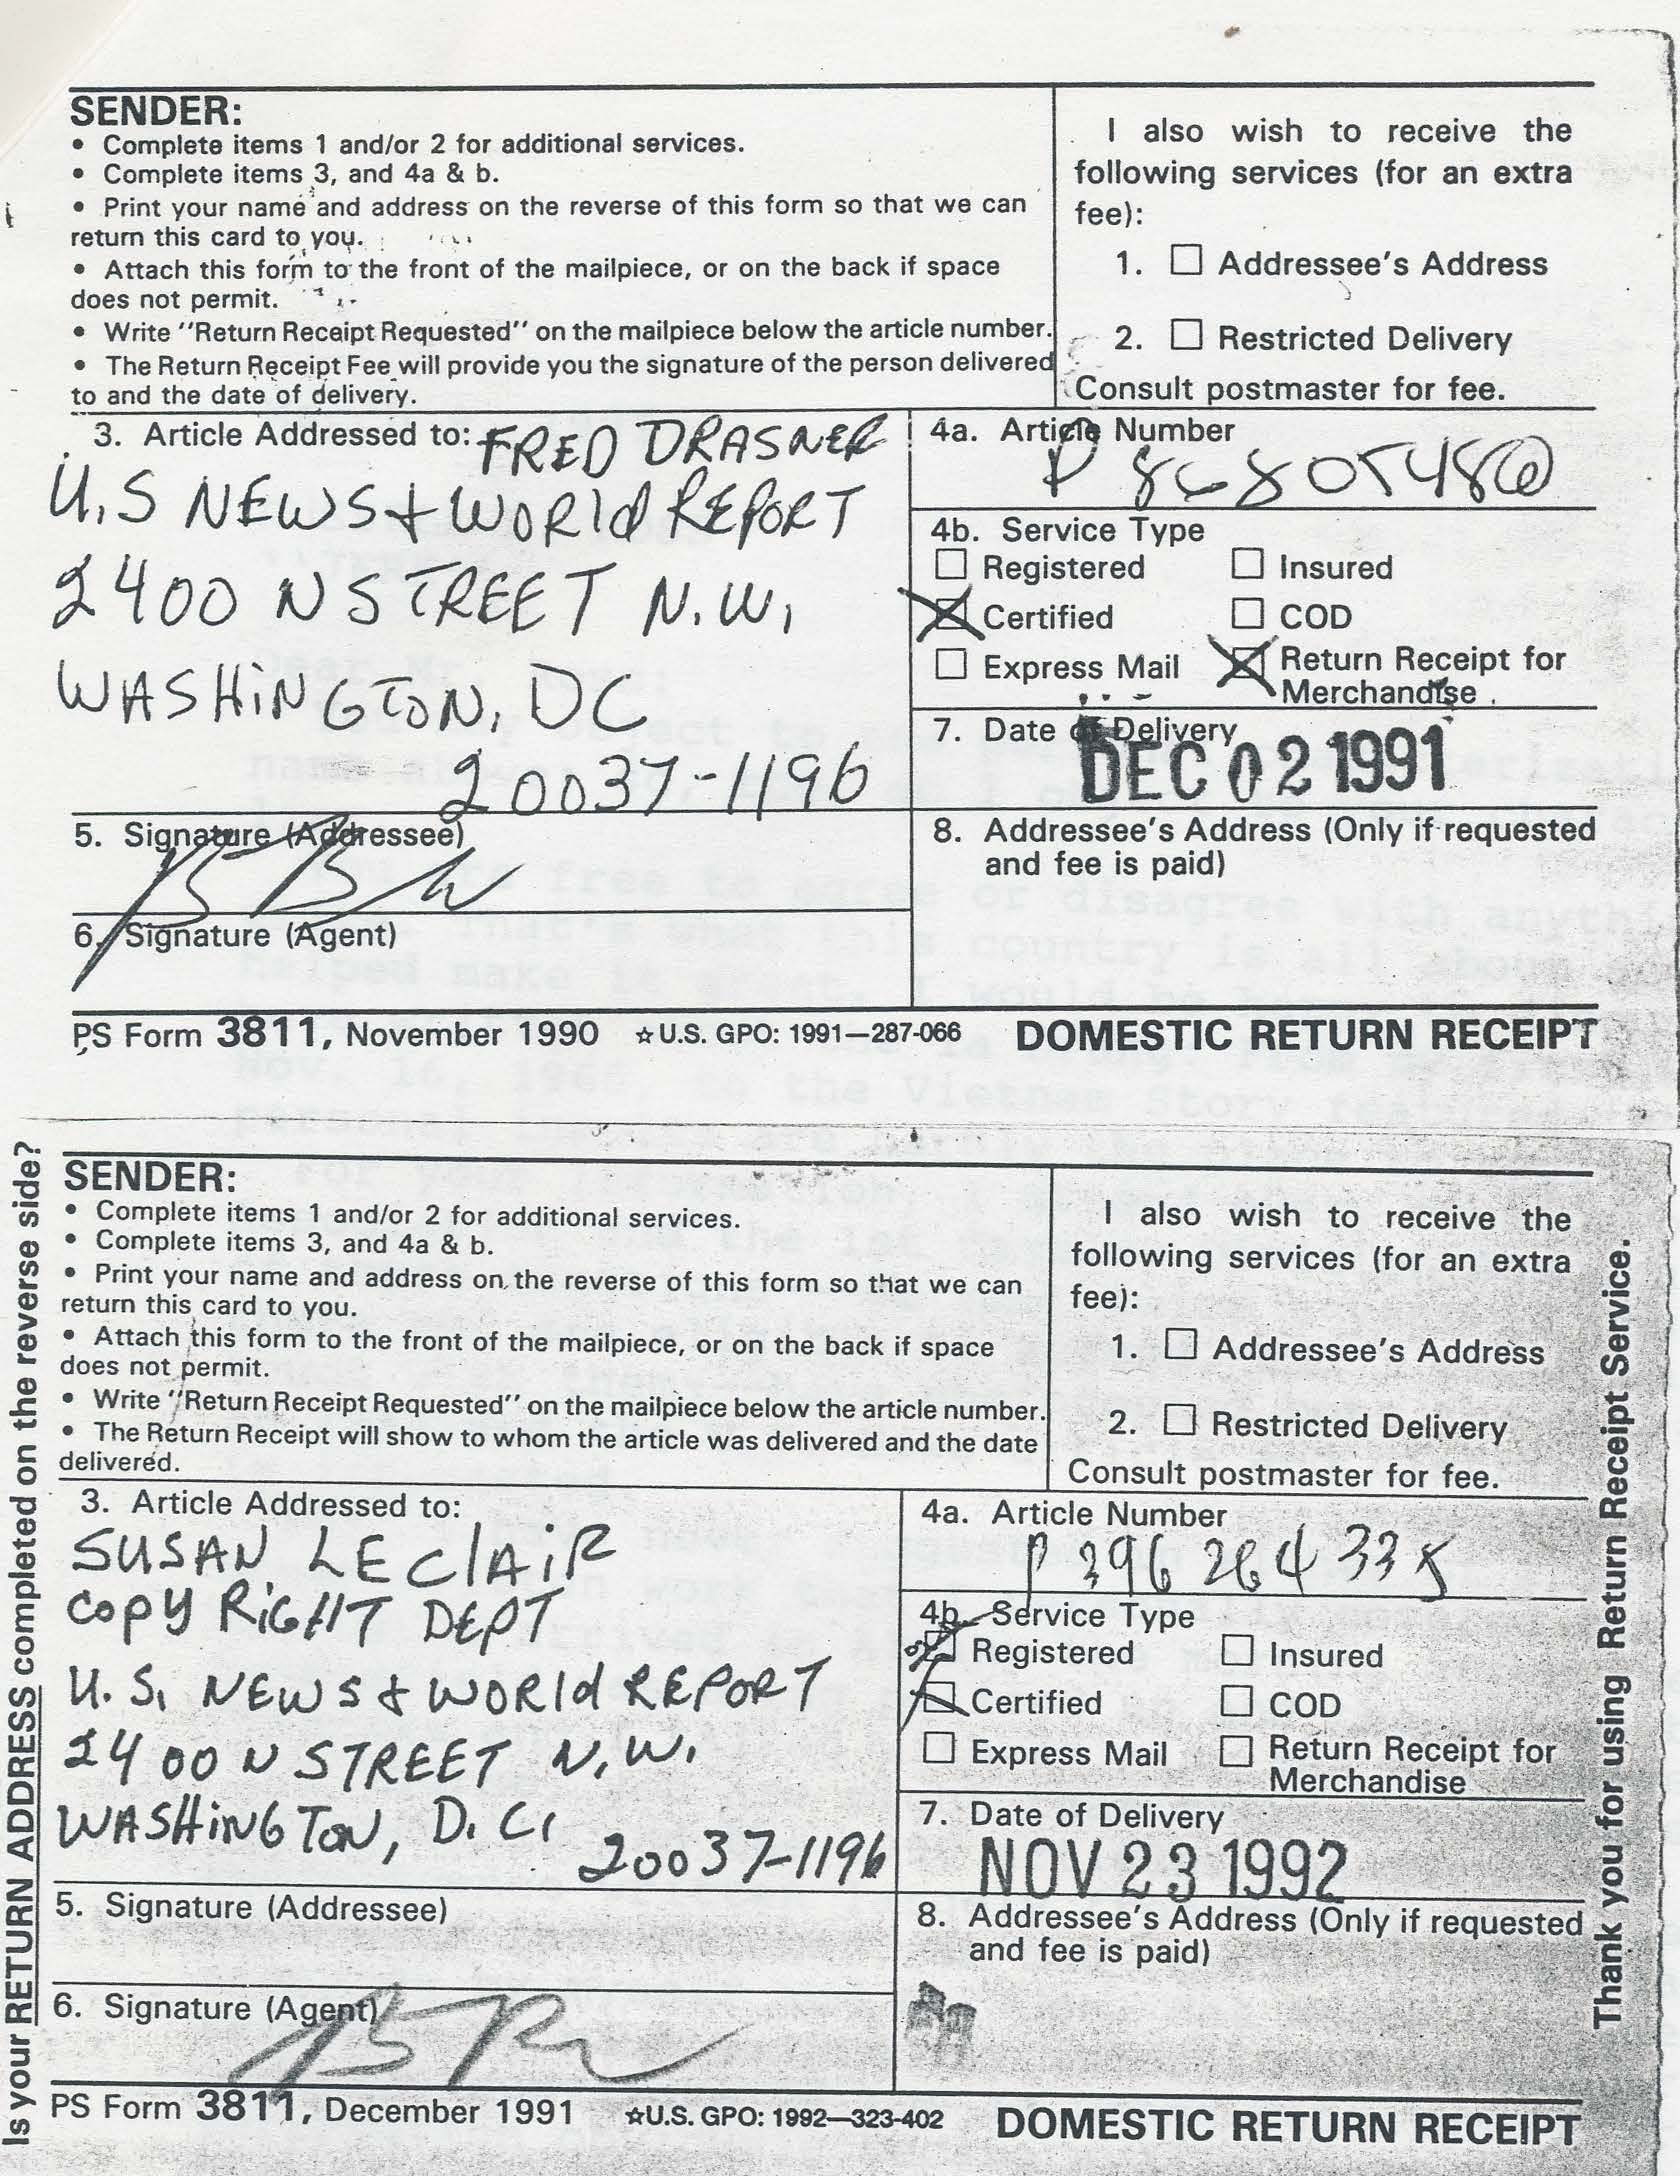 SENDER:
• Complete items 1 and/or 2 for additional services.
• Complete items 3, and 4a & b.
• Print your name and address on the reverse of this form so that we can
return this card to you.
• Attach this form to the front of the mailpiece, or on the back if space
does not permit.
• Write "Return Receipt Requested" on the mailpiece below the article number.
• The Return Receipt Fee will provide you the signature of the person delivered
to and the date of delivery.
I also wish to receive the
following services (for an extra
fee):
1. ☐ Addressee's Address
2. ☐ Restricted Delivery
Consult postmaster for fee.
3. Article Addressed to: FRED DRASNER
U.S NEWS & WORld REPORT
2400 N STREET N.W.
WASHiNGTON, DC
20037-1196
4a. Article Number
4b. Service Type
☐ Registered ☐ Insured
☒ Certified ☐ COD
☐ Express Mail ☒ Return Receipt for
Merchandise
7. Date of Delivery
DEC 02 1991
5. Signature (Addressee)
8. Addressee's Address (Only if requested
and fee is paid)
6. Signature (Agent)
PS Form 3811, November 1990 ☆U.S. GPO: 1991—287-066 DOMESTIC RETURN RECEIPT
Is your RETURN ADDRESS completed on the reverse side?
SENDER:
• Complete items 1 and/or 2 for additional services.
• Complete items 3, and 4a & b.
• Print your name and address on the reverse of this form so that we can
return this card to you.
• Attach this form to the front of the mailpiece, or on the back if space
does not permit.
• Write "Return Receipt Requested" on the mailpiece below the article number.
• The Return Receipt will show to whom the article was delivered and the date
delivered.
I also wish to receive the
following services (for an extra
fee):
1. ☐ Addressee's Address
2. ☐ Restricted Delivery
Consult postmaster for fee.
3. Article Addressed to:
SUSAN LEClAiR
COPY RiGHT DEPT
U.S. NEWS & WORld REPORT
2400 N STREET N.W.
WASHiNGTON, D.C.
20037-1196
4a. Article Number
4b. Service Type
☒ Registered ☐ Insured
☒ Certified ☐ COD
☐ Express Mail ☐ Return Receipt for
Merchandise
7. Date of Delivery
NOV 23 1992
5. Signature (Addressee)
8. Addressee's Address (Only if requested
and fee is paid)
6. Signature (Agent)
PS Form 3811, December 1991 ☆U.S. GPO: 1992—323-402 DOMESTIC RETURN RECEIPT
Thank you for using Return Receipt Service.